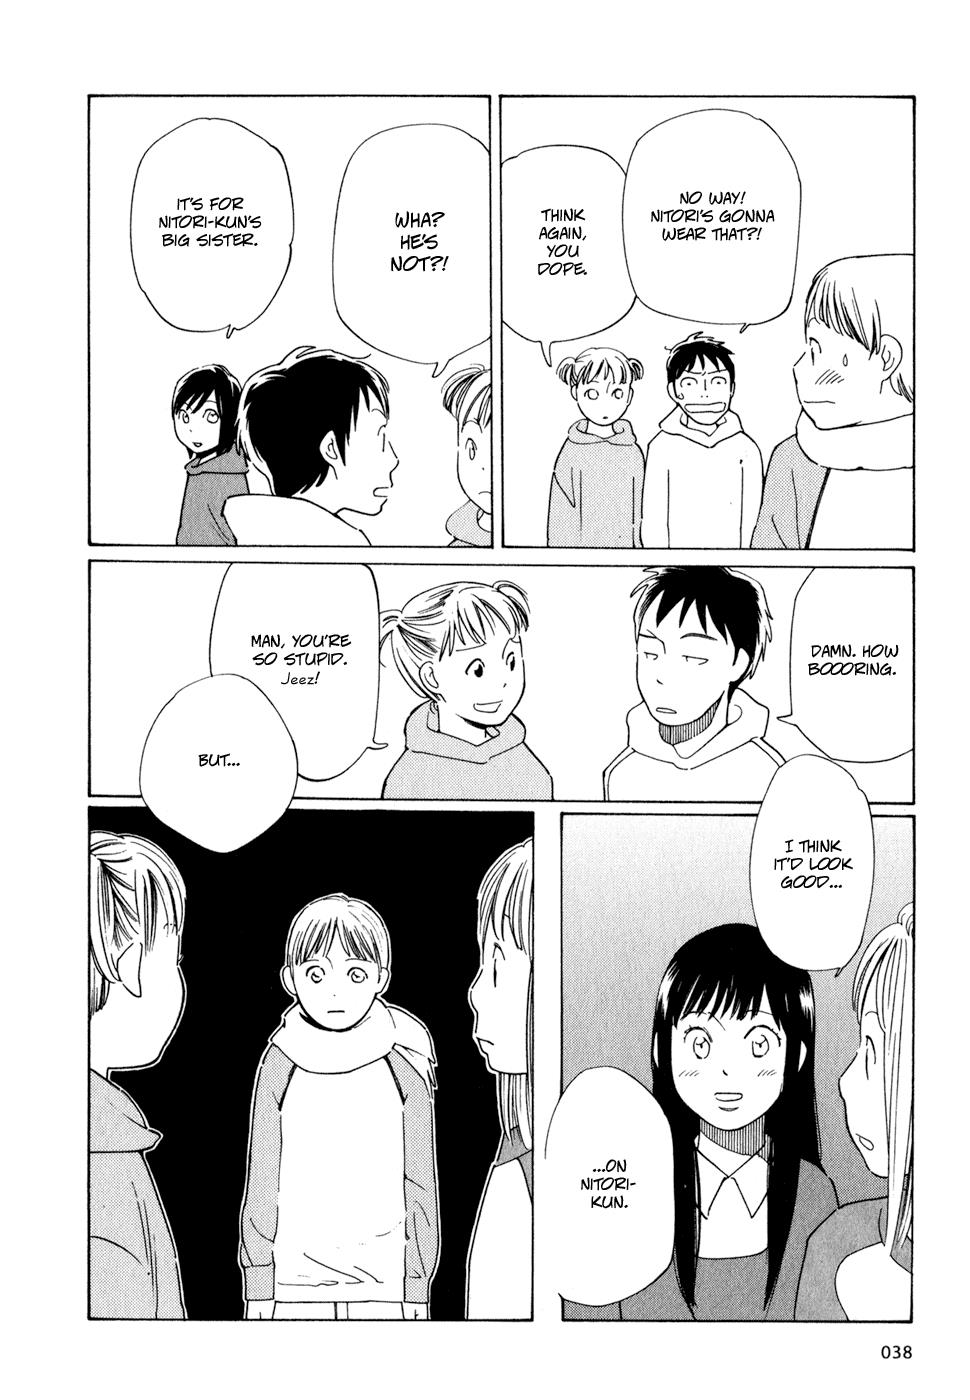 NO WAY!
NITORI'S GONNA
WEAR THAT?!
THINK
AGAIN,
YOU
DOPE.
WHA?
HE'S
NOT?!
IT'S FOR
NITORI-KUN'S
BIG SISTER.
DAMN. HOW
BOOORING.
MAN, YOU'RE
SO STUPID.
Jeez!
BUT...
I THINK
IT'D LOOK
GOOD...
...ON
NITORI-
KUN.
038